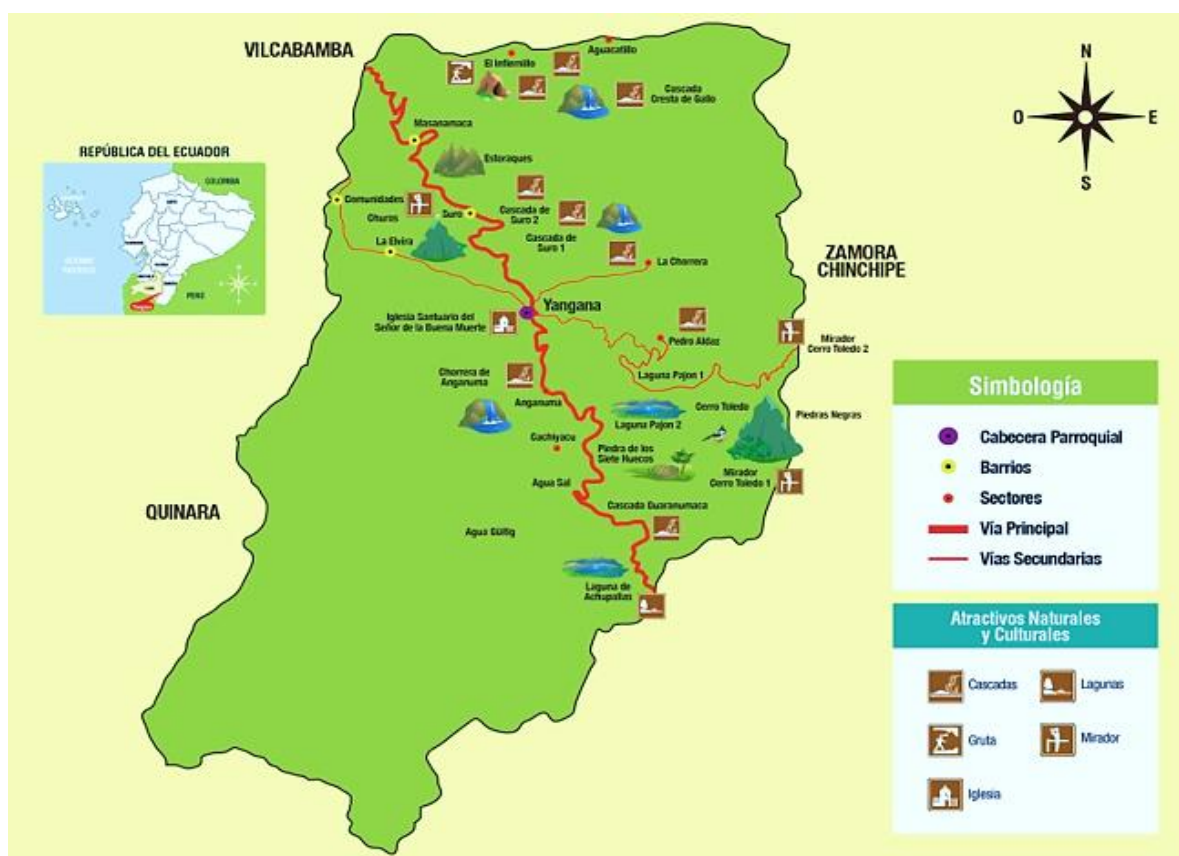 VILCABAMBA
Aguacatillo
El Infiernillo
Cascada
Cresta de Gallo
N
O
E
S
Masanamaca
REPÚBLICA DEL ECUADOR
COLOMBIA
PERÚ
Estoraques
Comunidades
Churos
Suro
Cascada de
Suro 2
Cascada de
Suro 1
La Elvira
La Chorrera
ZAMORA
CHINCHIPE
Yangana
Iglesia Santuario del
Señor de la Buena Muerte
Pedro Aldaz
Mirador
Cerro Toledo 2
Laguna Pajon 1
Chorrera de
Anganuma
Anganuma
Cerro Toledo
Laguna Pajon 2
Piedras Negras
Cachiyacu
Piedra de los
Siete Huecos
Mirador
Cerro Toledo 1
Agua Sal
Cascada Guaranumaca
QUINARA
Agua Güitig
Laguna de
Achupallas
Simbología
Cabecera Parroquial
Barrios
Sectores
Vía Principal
Vías Secundarias
Atractivos Naturales
y Culturales
Cascadas
Lagunas
Gruta
Mirador
Iglesia